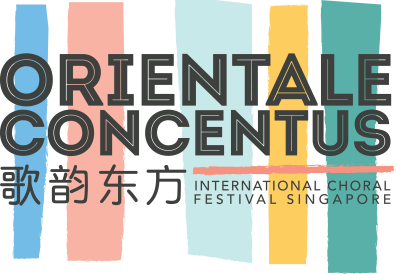 ORIENTALE
CONCENTUS
歌韵东方
INTERNATIONAL CHORAL
FESTIVAL SINGAPORE